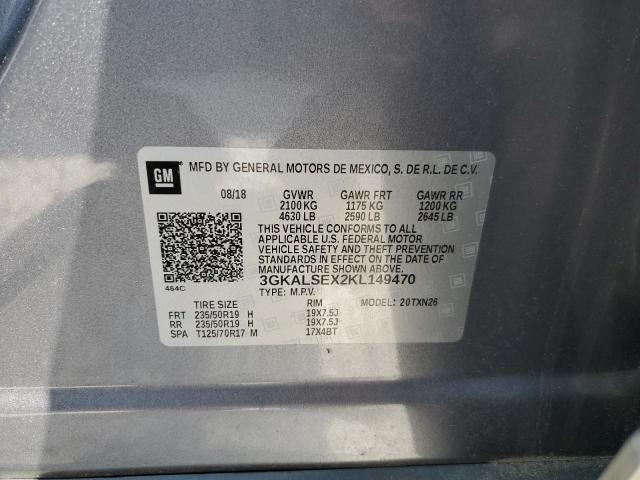 GM
MFD BY GENERAL MOTORS DE MEXICO, S. DE R.L. DE C.V.
08/18 GVWR GAWR FRT GAWR RR
2100 KG 1175 KG 1200 KG
4630 LB 2590 LB 2645 LB
THIS VEHICLE CONFORMS TO ALL
APPLICABLE U.S. FEDERAL MOTOR
VEHICLE SAFETY AND THEFT PREVENTION
STANDARDS IN EFFECT ON THE DATE OF
MANUFACTURE SHOWN ABOVE.
3GKALSEX2KL149470
464C
TYPE: M.P.V. MODEL: 20TXN26
TIRE SIZE RIM
FRT 235/50R19 H 19X7.5J
RR 235/50R19 H 19X7.5J
SPA T125/70R17 M 17X4BT